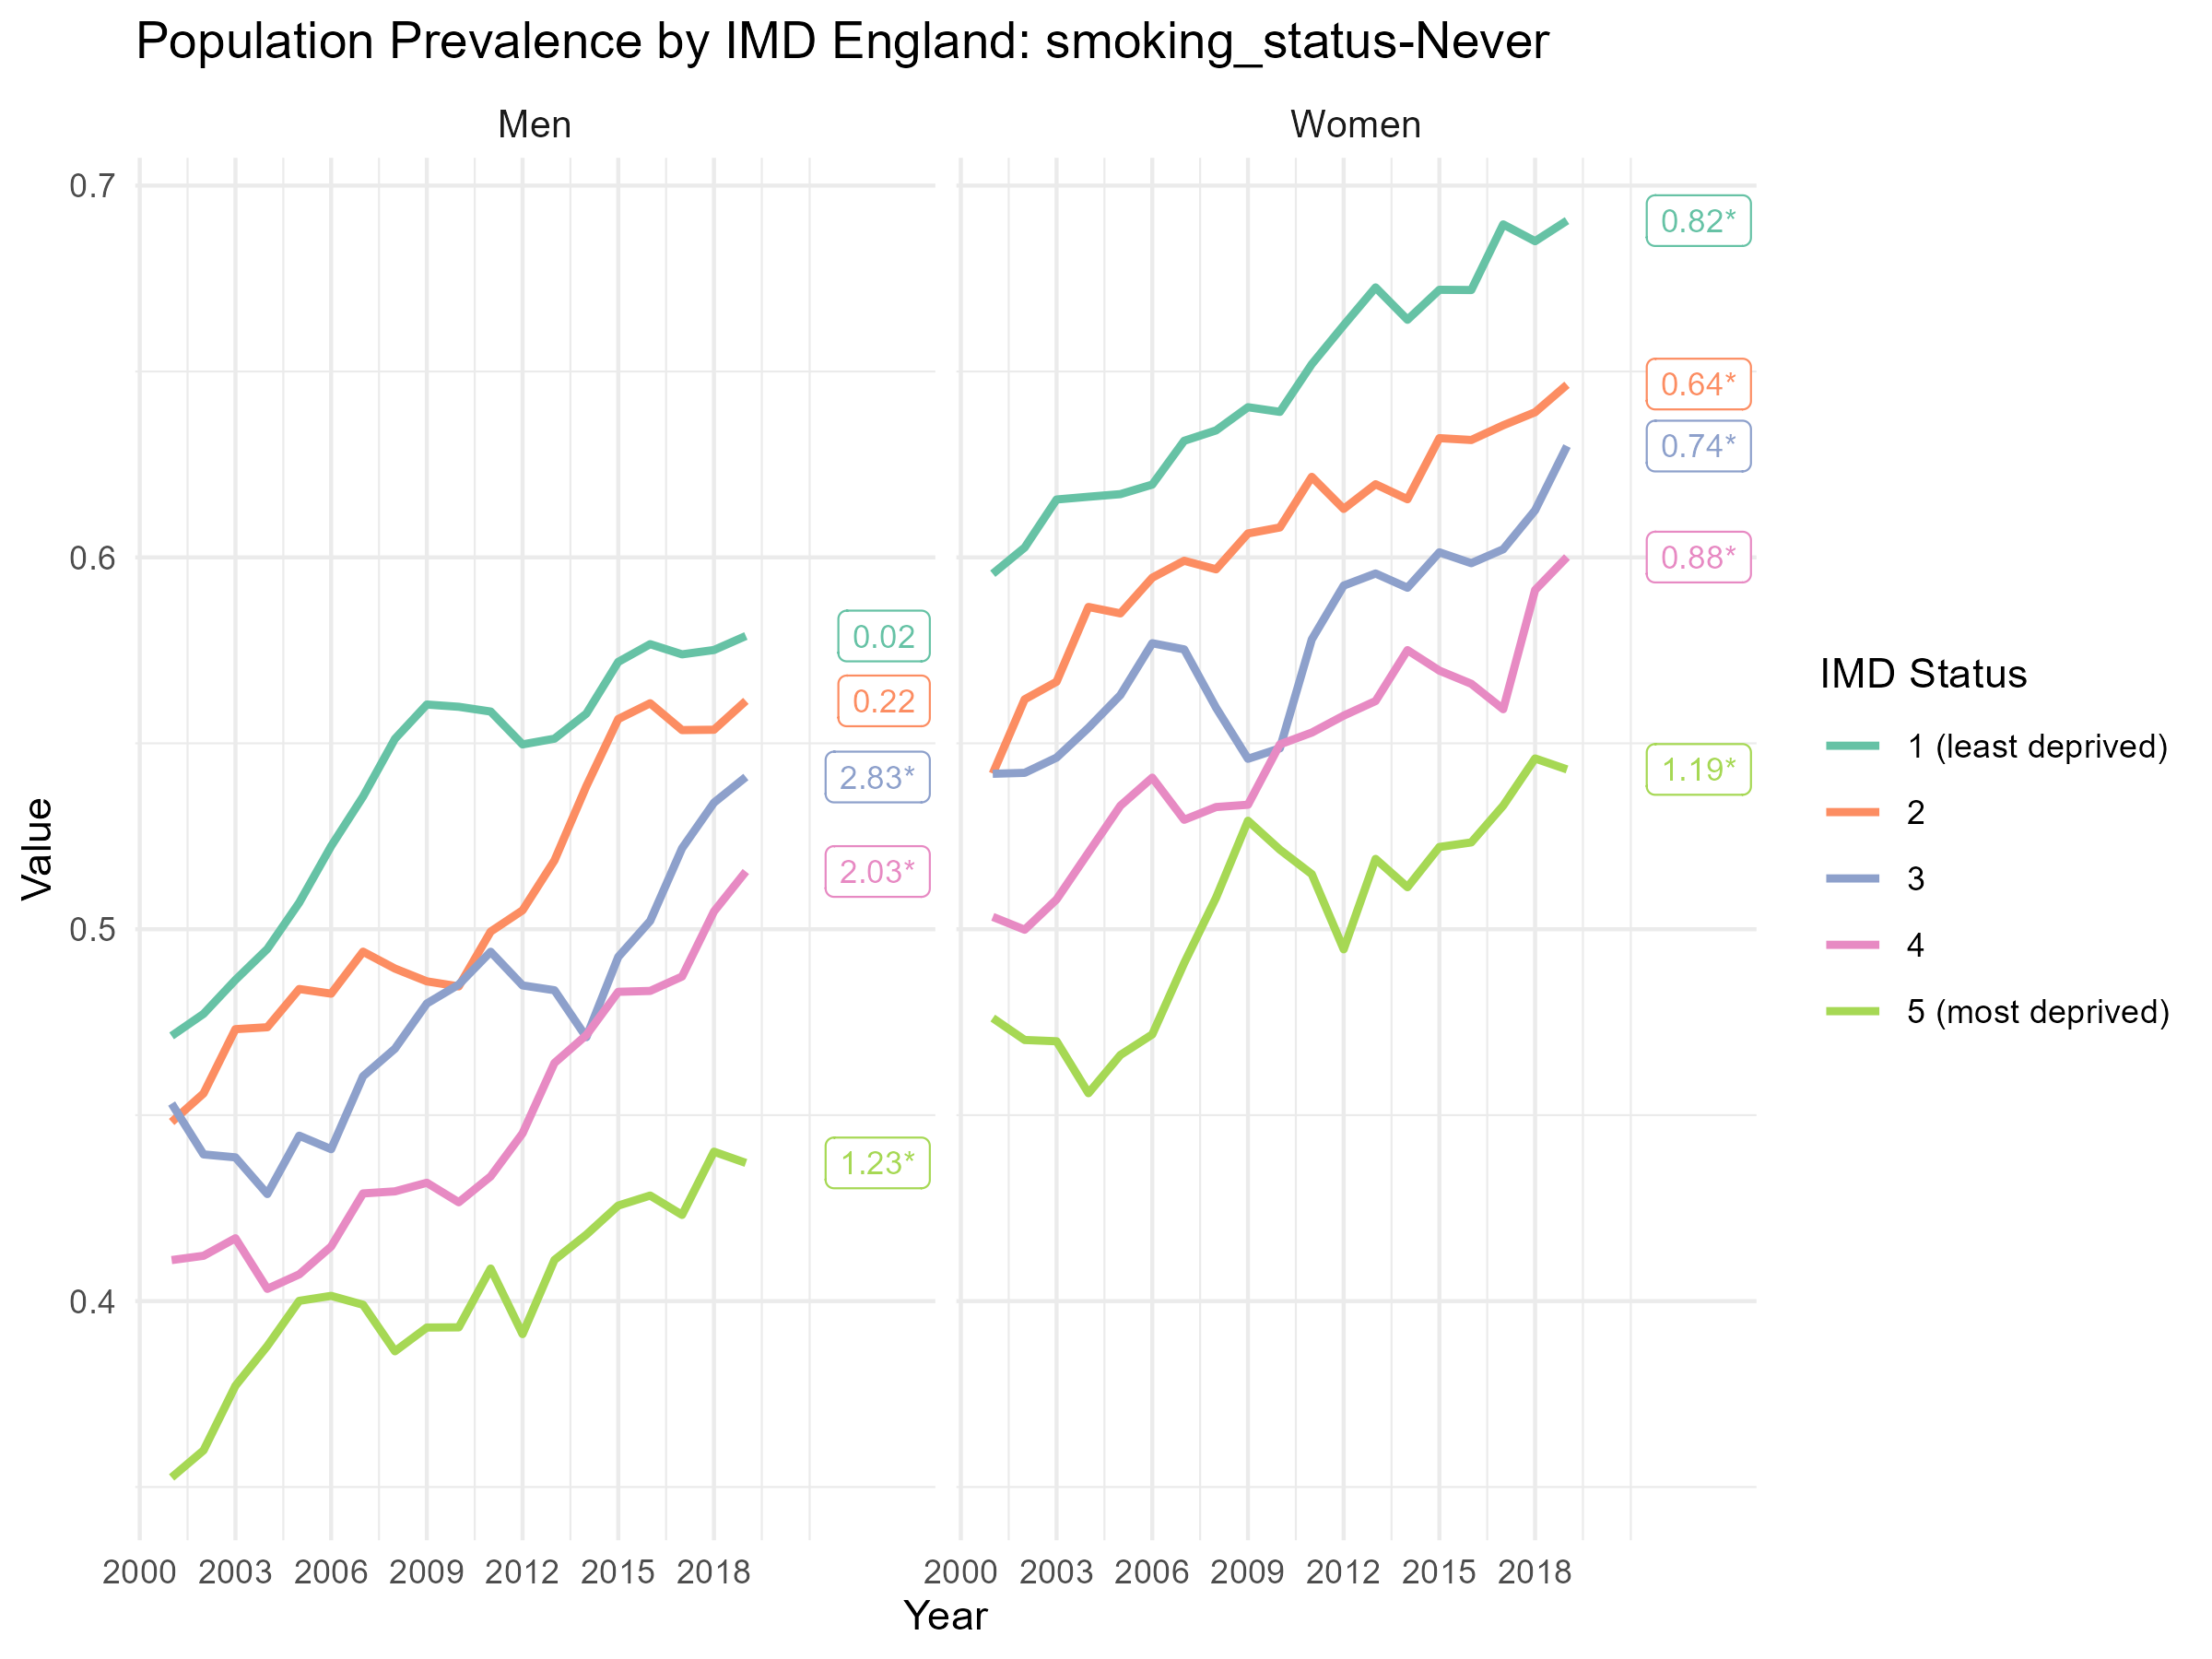 Population Prevalence by IMD England: smoking_status-Never
Men
Women
Value
0.7
0.6
0.5
0.4
0.02
0.22
2.83*
2.03*
1.23*
0.82*
0.64*
0.74*
0.88*
1.19*
2000 2003 2006 2009 2012 2015 2018
2000 2003 2006 2009 2012 2015 2018
Year
IMD Status
1 (least deprived)
2
3
4
5 (most deprived)